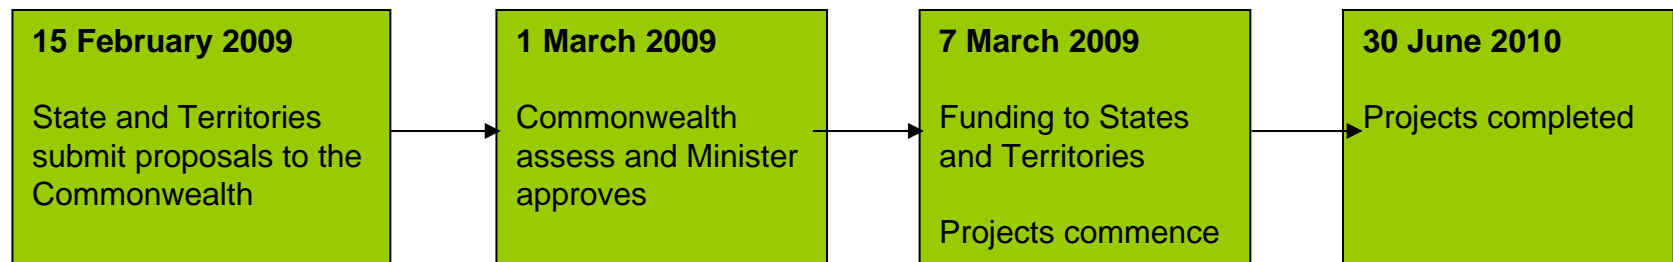 15 February 2009
State and Territories
submit proposals to the
Commonwealth
1 March 2009
Commonwealth
assess and Minister
approves
7 March 2009
Funding to States
and Territories
Projects commence
30 June 2010
Projects completed